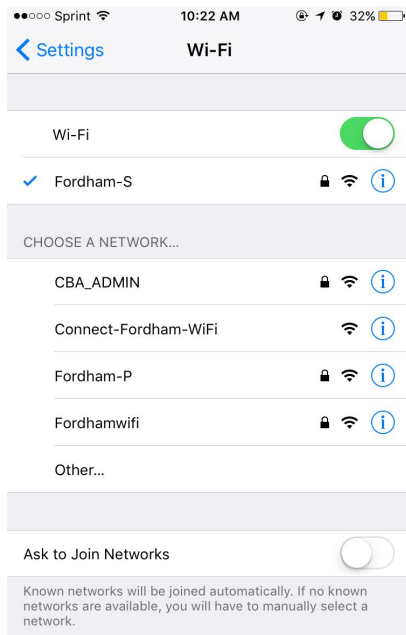 Sprint 10:22 AM 32%
Settings Wi-Fi
Wi-Fi
Fordham-S
CHOOSE A NETWORK...
CBA_ADMIN
Connect-Fordham-WiFi
Fordham-P
Fordhamwifi
Other...
Ask to Join Networks
Known networks will be joined automatically. If no known
networks are available, you will have to manually select a
network.